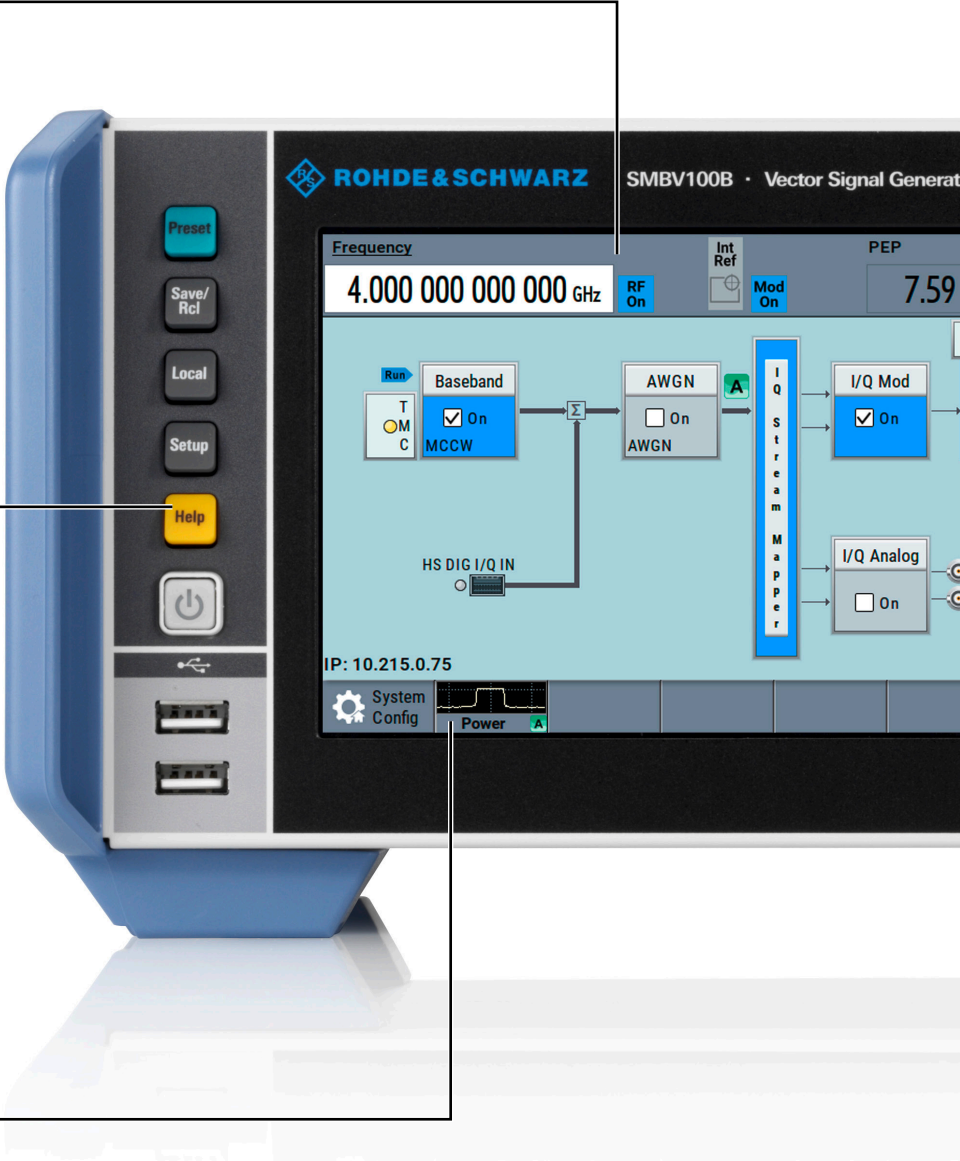 ROHDE & SCHWARZ
SMBV100B · Vector Signal Generat
Preset
Save/
Rcl
Local
Setup
Help
Frequency
4.000 000 000 000 GHz
RF
On
Int
Ref
Mod
On
PEP
7.59
Run
T
M
C
Baseband
On
MCCW
Σ
AWGN
On
AWGN
A
I
Q
S
t
r
e
a
m
M
a
p
p
e
r
I/Q Mod
On
HS DIG I/Q IN
I/Q Analog
On
IP: 10.215.0.75
System
Config
Power A